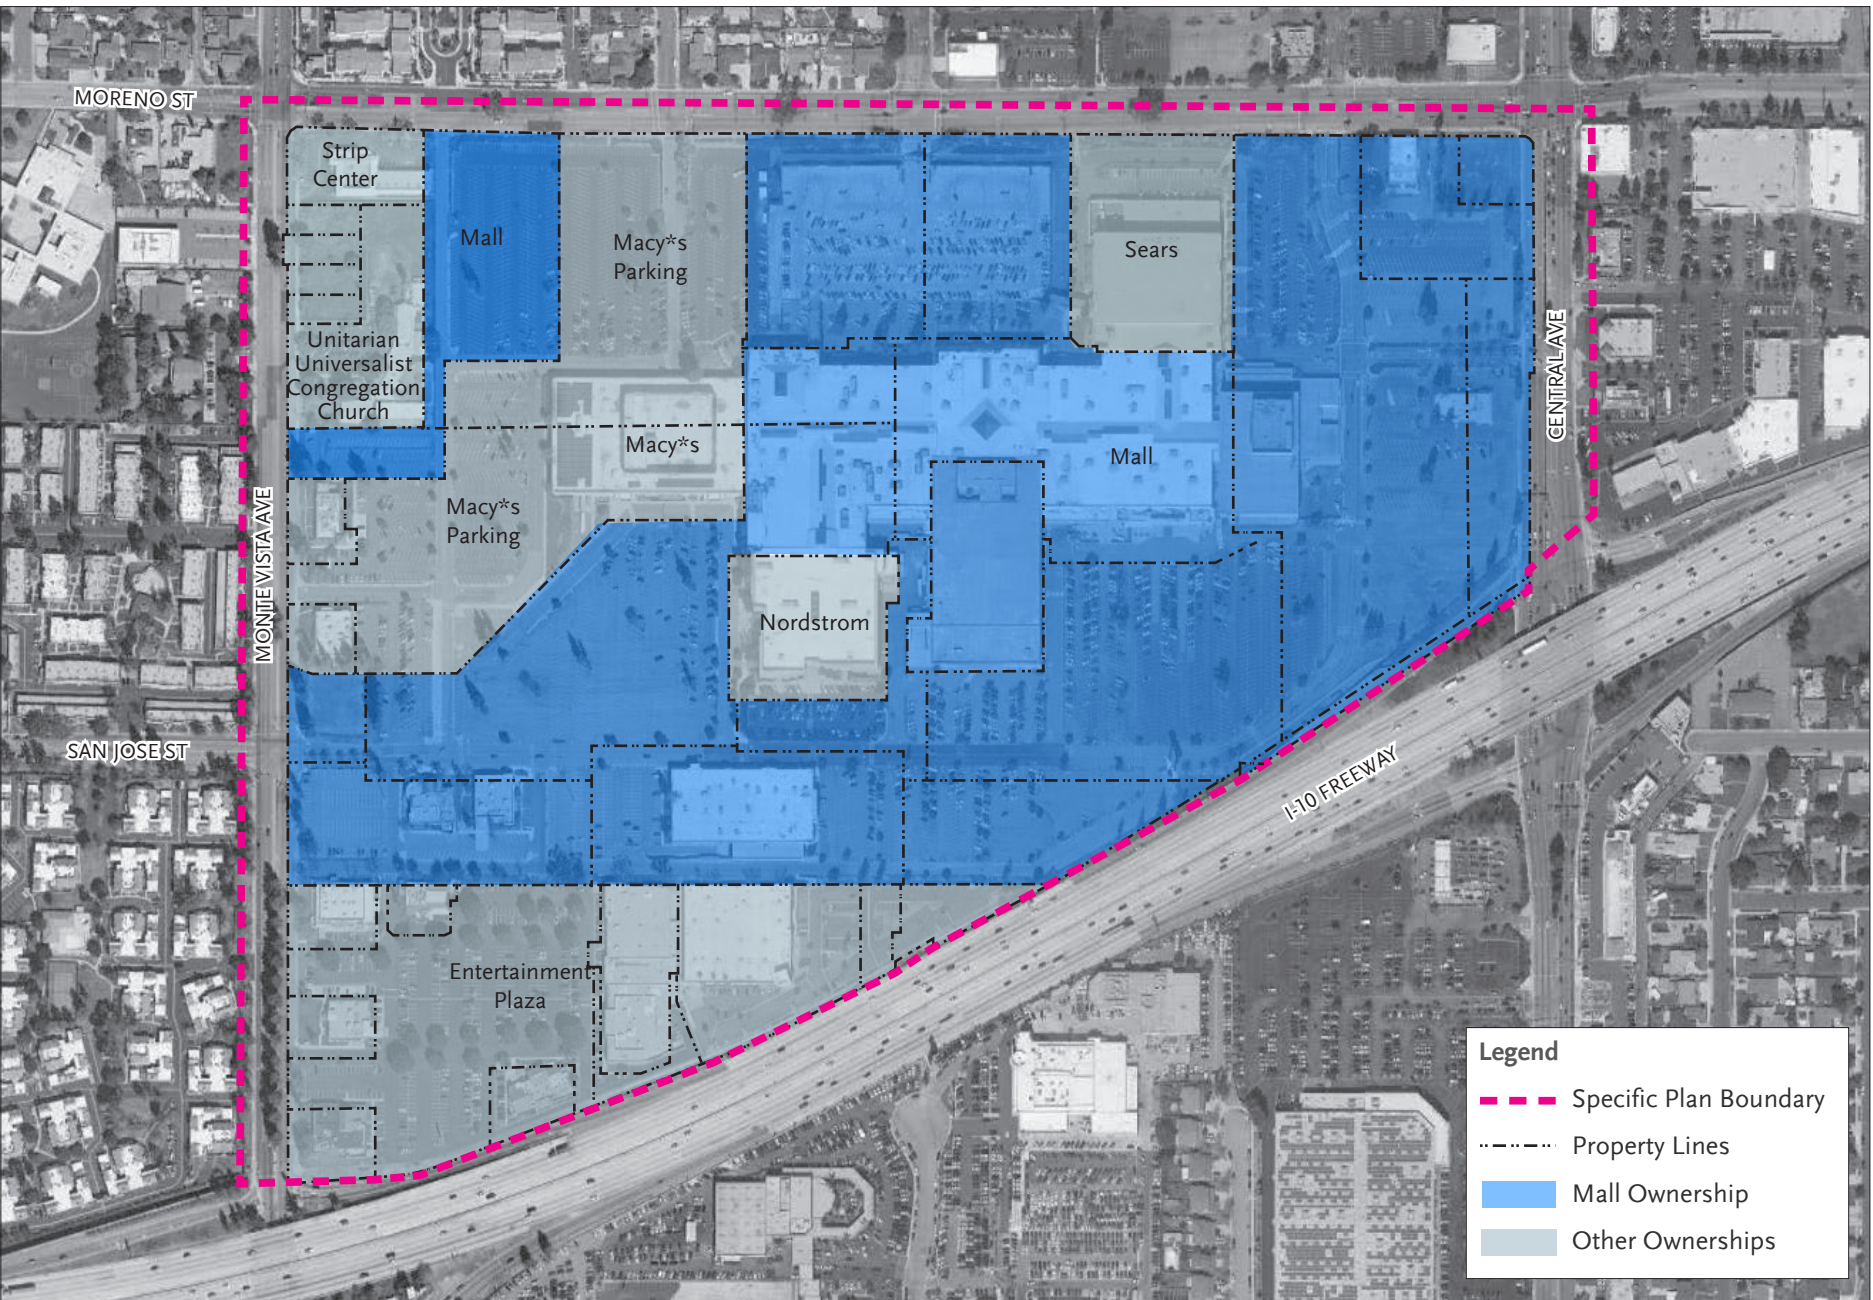 MORENO ST
Strip
Center
Mall
Macy*s
Parking
Sears
Unitarian
Universalist
Congregation
Church
CENTRAL AVE
Macy*s
Mall
Macy*s
Parking
MONTE VISTA AVE
Nordstrom
SAN JOSE ST
I-10 FREEWAY
Entertainment
Plaza
Legend
Specific Plan Boundary
Property Lines
Mall Ownership
Other Ownerships